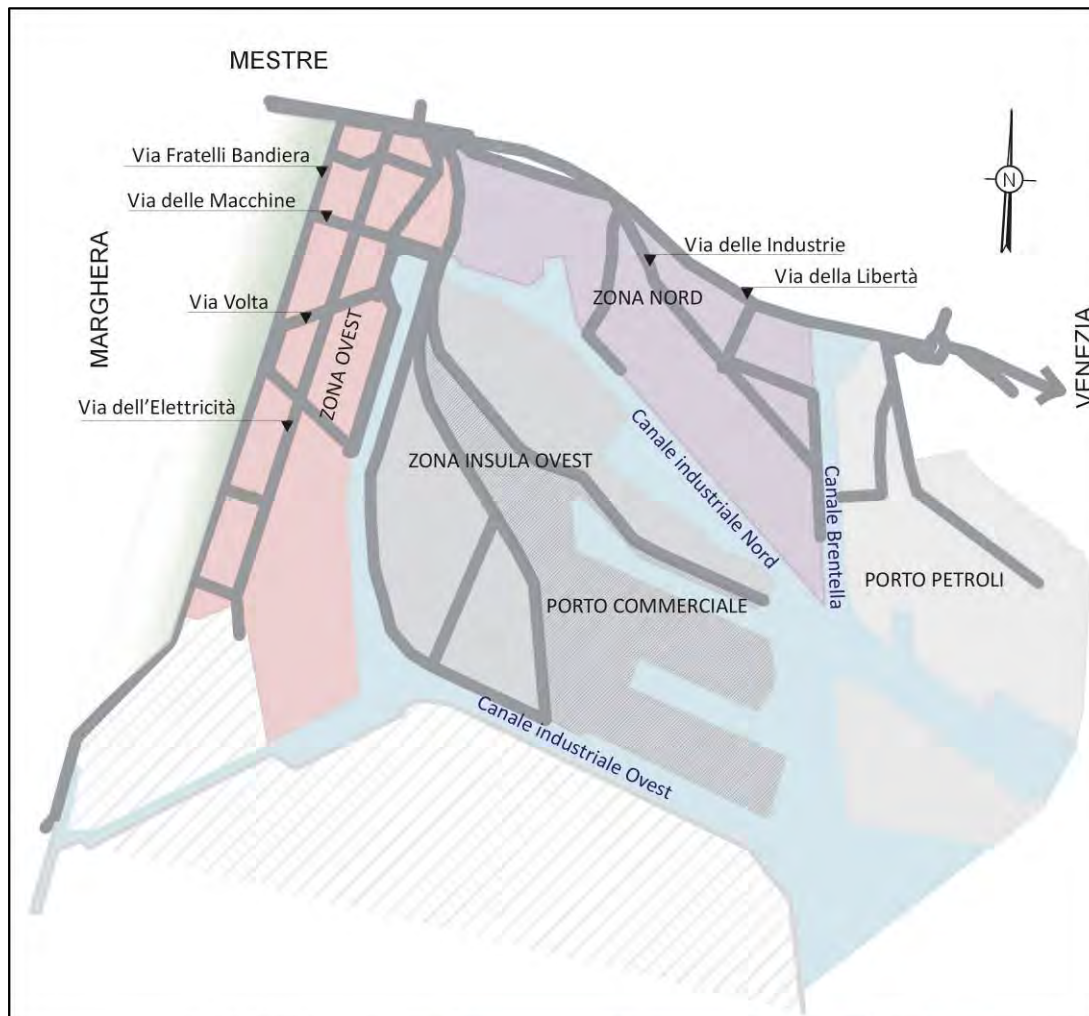 MESTRE
Via Fratelli Bandiera
Via delle Macchine
N
MARGHERA
Via delle Industrie
Via della Libertà
Via Volta
ZONA NORD
ZONA OVEST
VENEZIA
Via dell'Elettricità
ZONA INSULA OVEST
Canale industriale Nord
Canale Brentella
PORTO PETROLI
PORTO COMMERCIALE
Canale industriale Ovest